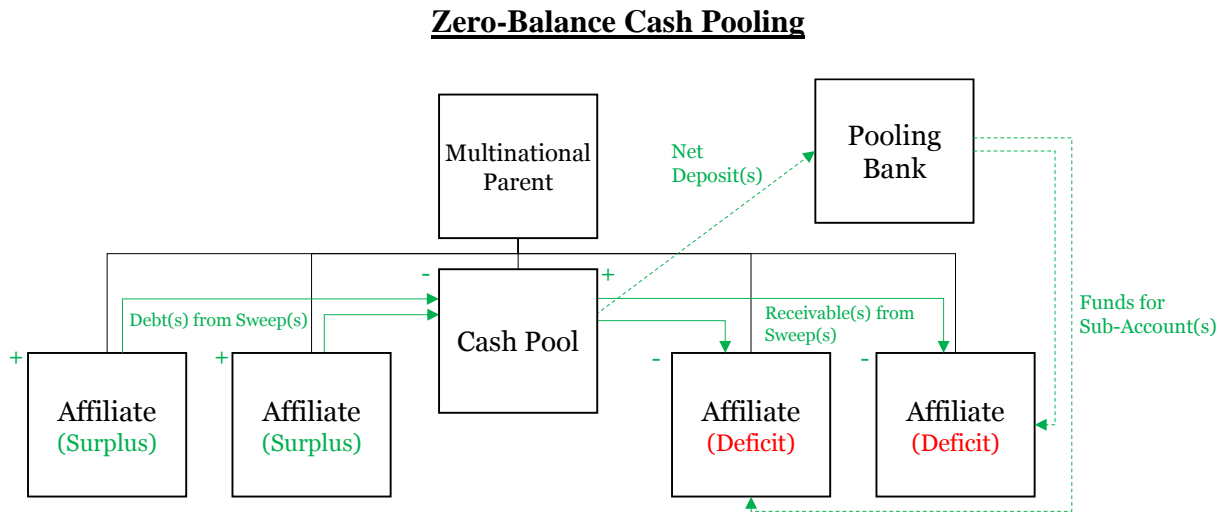 Zero-Balance Cash Pooling
Multinational
Parent
Net
Deposit(s)
Pooling
Bank
-
+
Debt(s) from Sweep(s)
Cash Pool
Receivable(s) from
Sweep(s)
Funds for
Sub-Account(s)
+
Affiliate
(Surplus)
+
Affiliate
(Surplus)
-
Affiliate
(Deficit)
-
Affiliate
(Deficit)